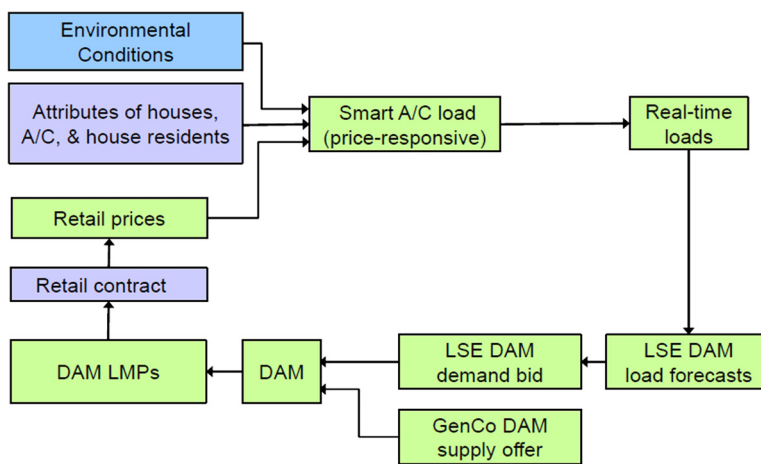 Environmental
Conditions
Attributes of houses,
A/C, & house residents
Smart A/C load
(price-responsive)
Real-time
loads
Retail prices
Retail contract
DAM LMPs
DAM
LSE DAM
demand bid
LSE DAM
load forecasts
GenCo DAM
supply offer